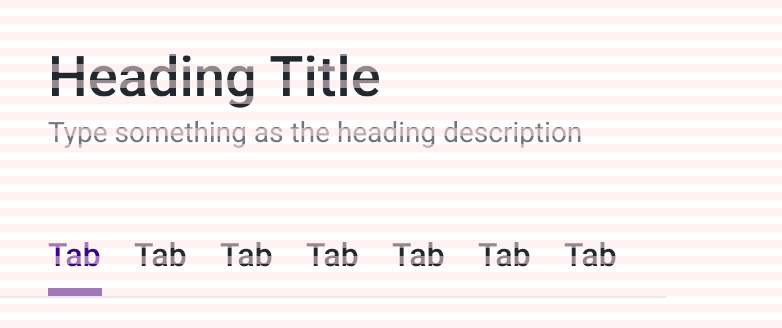 Heading Title
Type something as the heading description
Tab Tab Tab Tab Tab Tab Tab